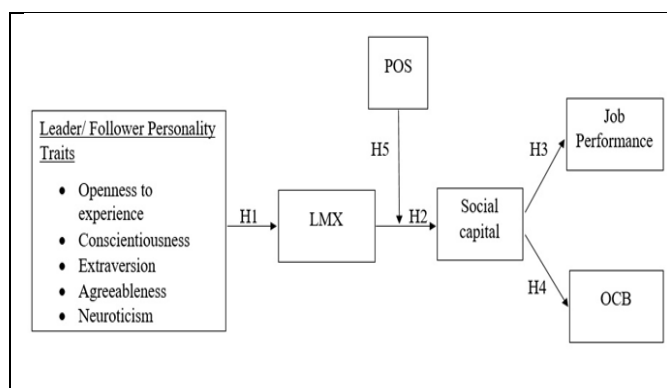 POS
Leader/ Follower Personality
Traits
• Openness to
experience
• Conscientiousness
• Extraversion
• Agreeableness
• Neuroticism
H1
LMX
H5
H2
Social
capital
H3
Job
Performance
H4
OCB